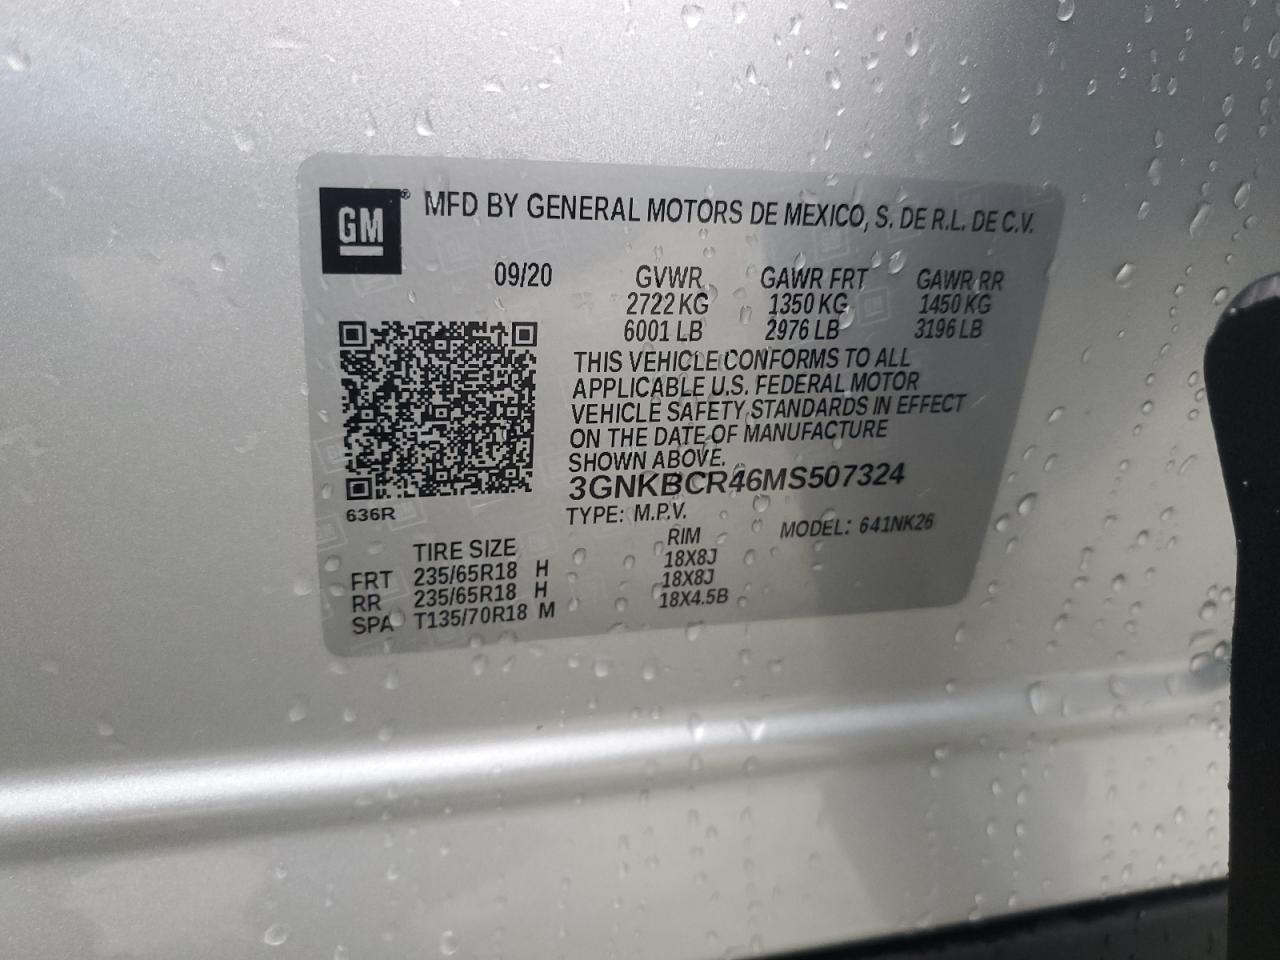 GM® MFD BY GENERAL MOTORS DE MEXICO, S. DE R.L. DE C.V.
09/20 GVWR GAWR FRT GAWR RR
2722 KG 1350 KG 1450 KG
6001 LB 2976 LB 3196 LB
THIS VEHICLE CONFORMS TO ALL
APPLICABLE U.S. FEDERAL MOTOR
VEHICLE SAFETY STANDARDS IN EFFECT
ON THE DATE OF MANUFACTURE
SHOWN ABOVE.
3GNKBCR46MS507324
636R
TYPE: M.P.V. MODEL: 641NK26
TIRE SIZE RIM
FRT 235/65R18 H 18X8J
RR 235/65R18 H 18X8J
SPA T135/70R18 M 18X4.5B